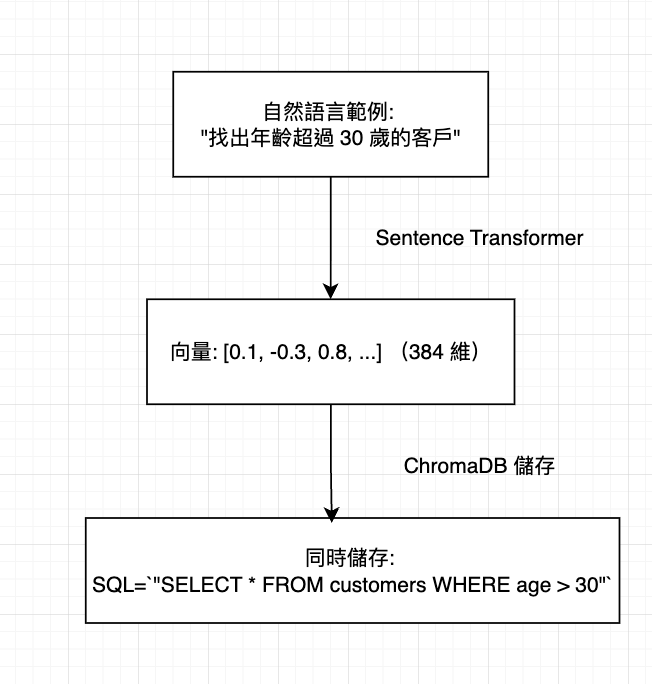 自然語言範例:
"找出年齡超過 30 歲的客戶"
Sentence Transformer
向量: [0.1, -0.3, 0.8, ...] （384 維）
ChromaDB 儲存
同時儲存:
SQL=`"SELECT * FROM customers WHERE age > 30"`